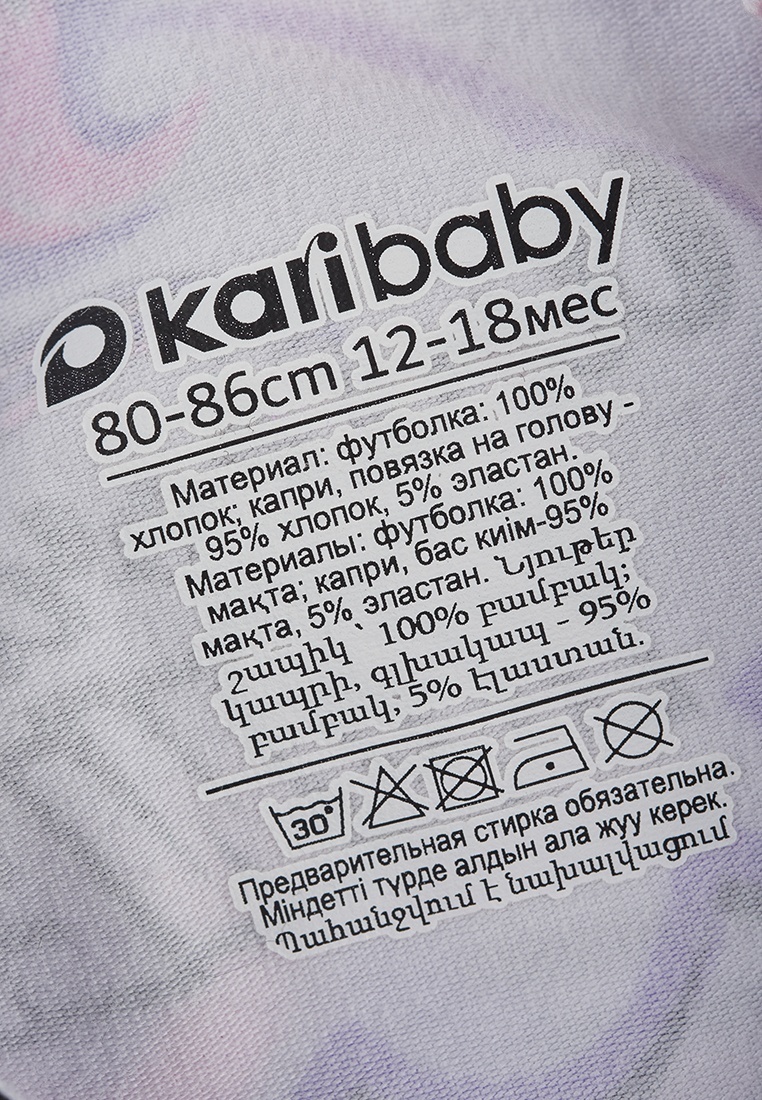 kari baby
80-86cm 12-18мес
Материал: футболка: 100%
хлопок; капри, повязка на голову -
95% хлопок, 5% эластан.
Материалы: футболка: 100%
мақта; капри, бас киім-95%
мақта, 5% эластан. Նյութեր
շապիկ ՝ 100% բամբակ;
կապրի, գլխակապ - 95%
բամբակ, 5% էլաստան.
30°
Предварительная стирка обязательна.
Міндетті түрде алдын ала жуу керек.
Պահանջվում է նախալվացում